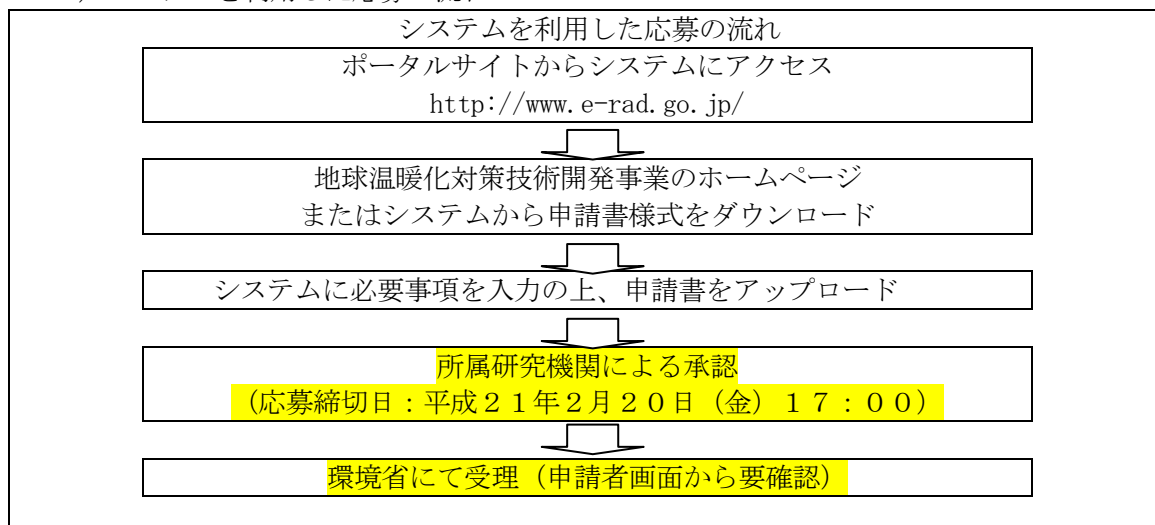 システムを利用した応募の流れ
ポータルサイトからシステムにアクセス
http://www.e-rad.go.jp/
地球温暖化対策技術開発事業のホームページ
またはシステムから申請書様式をダウンロード
システムに必要事項を入力の上、申請書をアップロード
所属研究機関による承認
(応募締切日：平成２１年２月２０日（金）１７：００）
環境省にて受理（申請者画面から要確認）